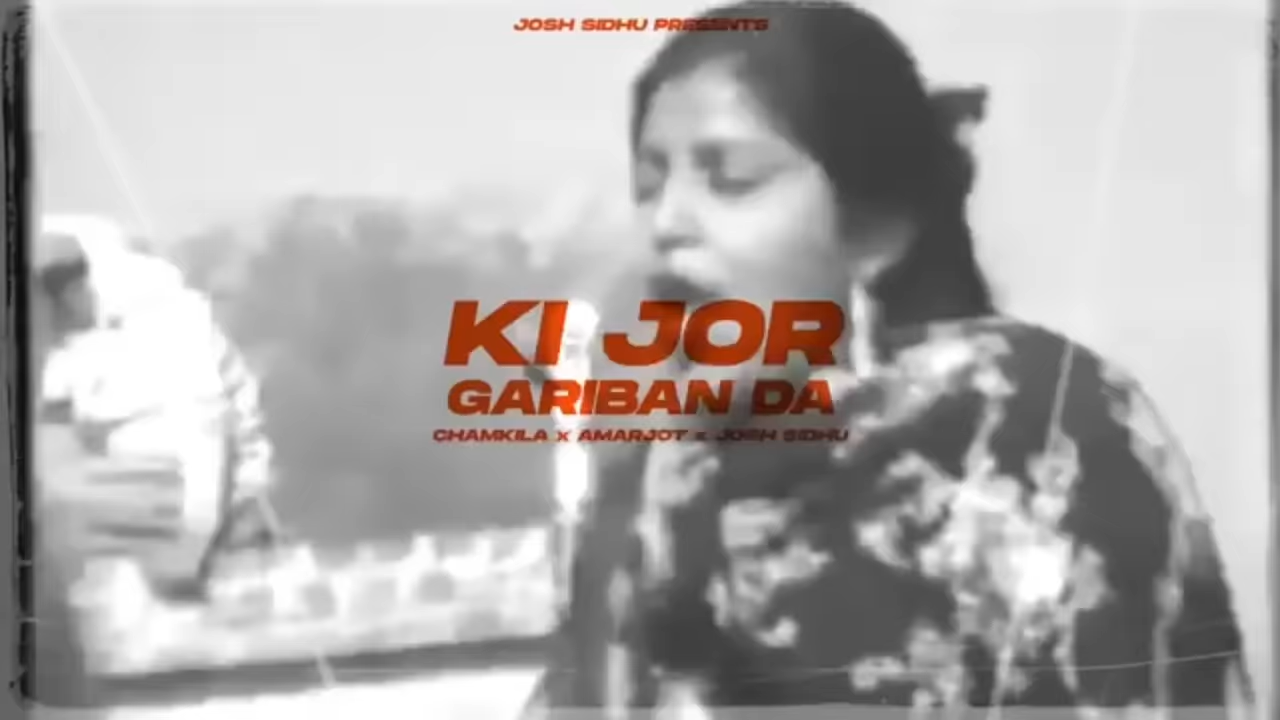 JOSH SIDHU PRESENTS
KI JOR
GARIBAN DA
CHAMKILA x AMARJOT x JOSH SIDHU